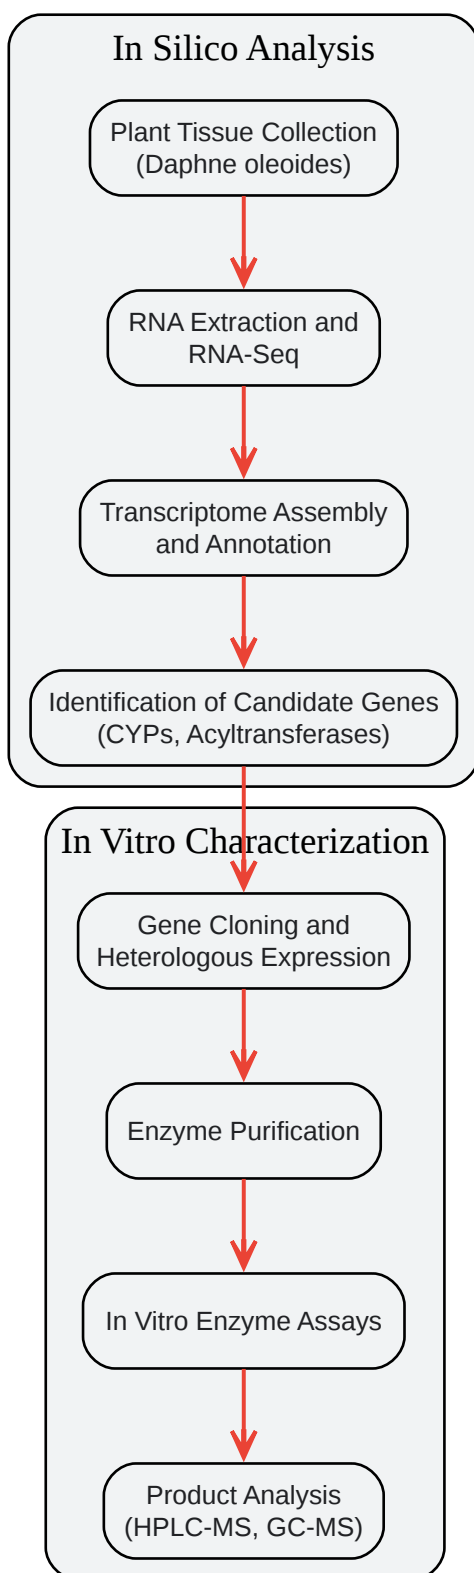 In Silico Analysis
Plant Tissue Collection
(Daphne oleoides)
RNA Extraction and
RNA-Seq
Transcriptome Assembly
and Annotation
Identification of Candidate Genes
(CYPs, Acyltransferases)
In Vitro Characterization
Gene Cloning and
Heterologous Expression
Enzyme Purification
In Vitro Enzyme Assays
Product Analysis
(HPLC-MS, GC-MS)